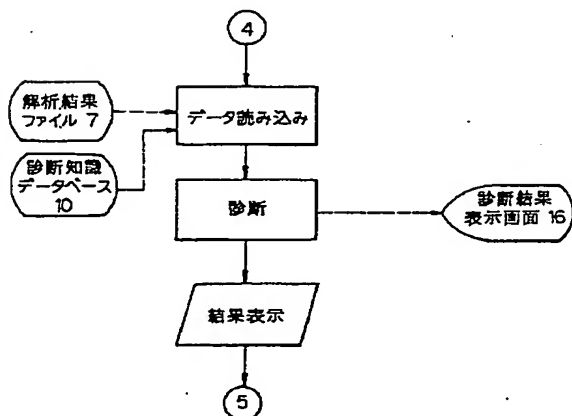 4
解析結果
ファイル 7
データ読み込み
診断知識
データベース
10
診断
診断結果
表示画面 16
結果表示
5